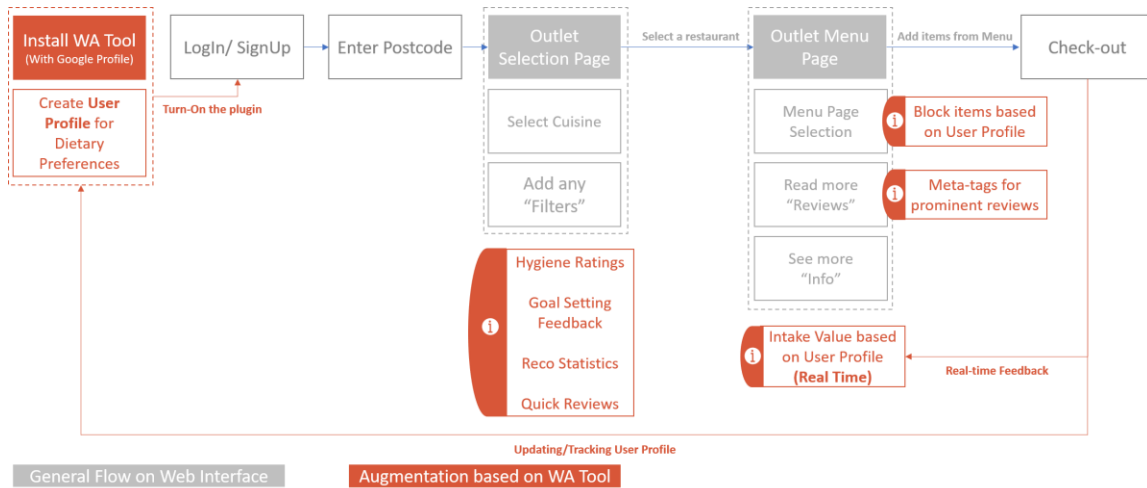 Install WA Tool
(With Google Profile)
Create User
Profile for
Dietary
Preferences
Turn-On the plugin
LogIn/ SignUp
Enter Postcode
Outlet
Selection Page
Select Cuisine
Add any
“Filters”
Hygiene Ratings
Goal Setting
Feedback
Reco Statistics
Quick Reviews
Select a restaurant
Outlet Menu
Page
Menu Page
Selection
Block items based
on User Profile
Read more
“Reviews”
Meta-tags for
prominent reviews
See more
“Info”
Intake Value based
on User Profile
(Real Time)
Add items from Menu
Check-out
Real-time Feedback
Updating/Tracking User Profile
General Flow on Web Interface
Augmentation based on WA Tool